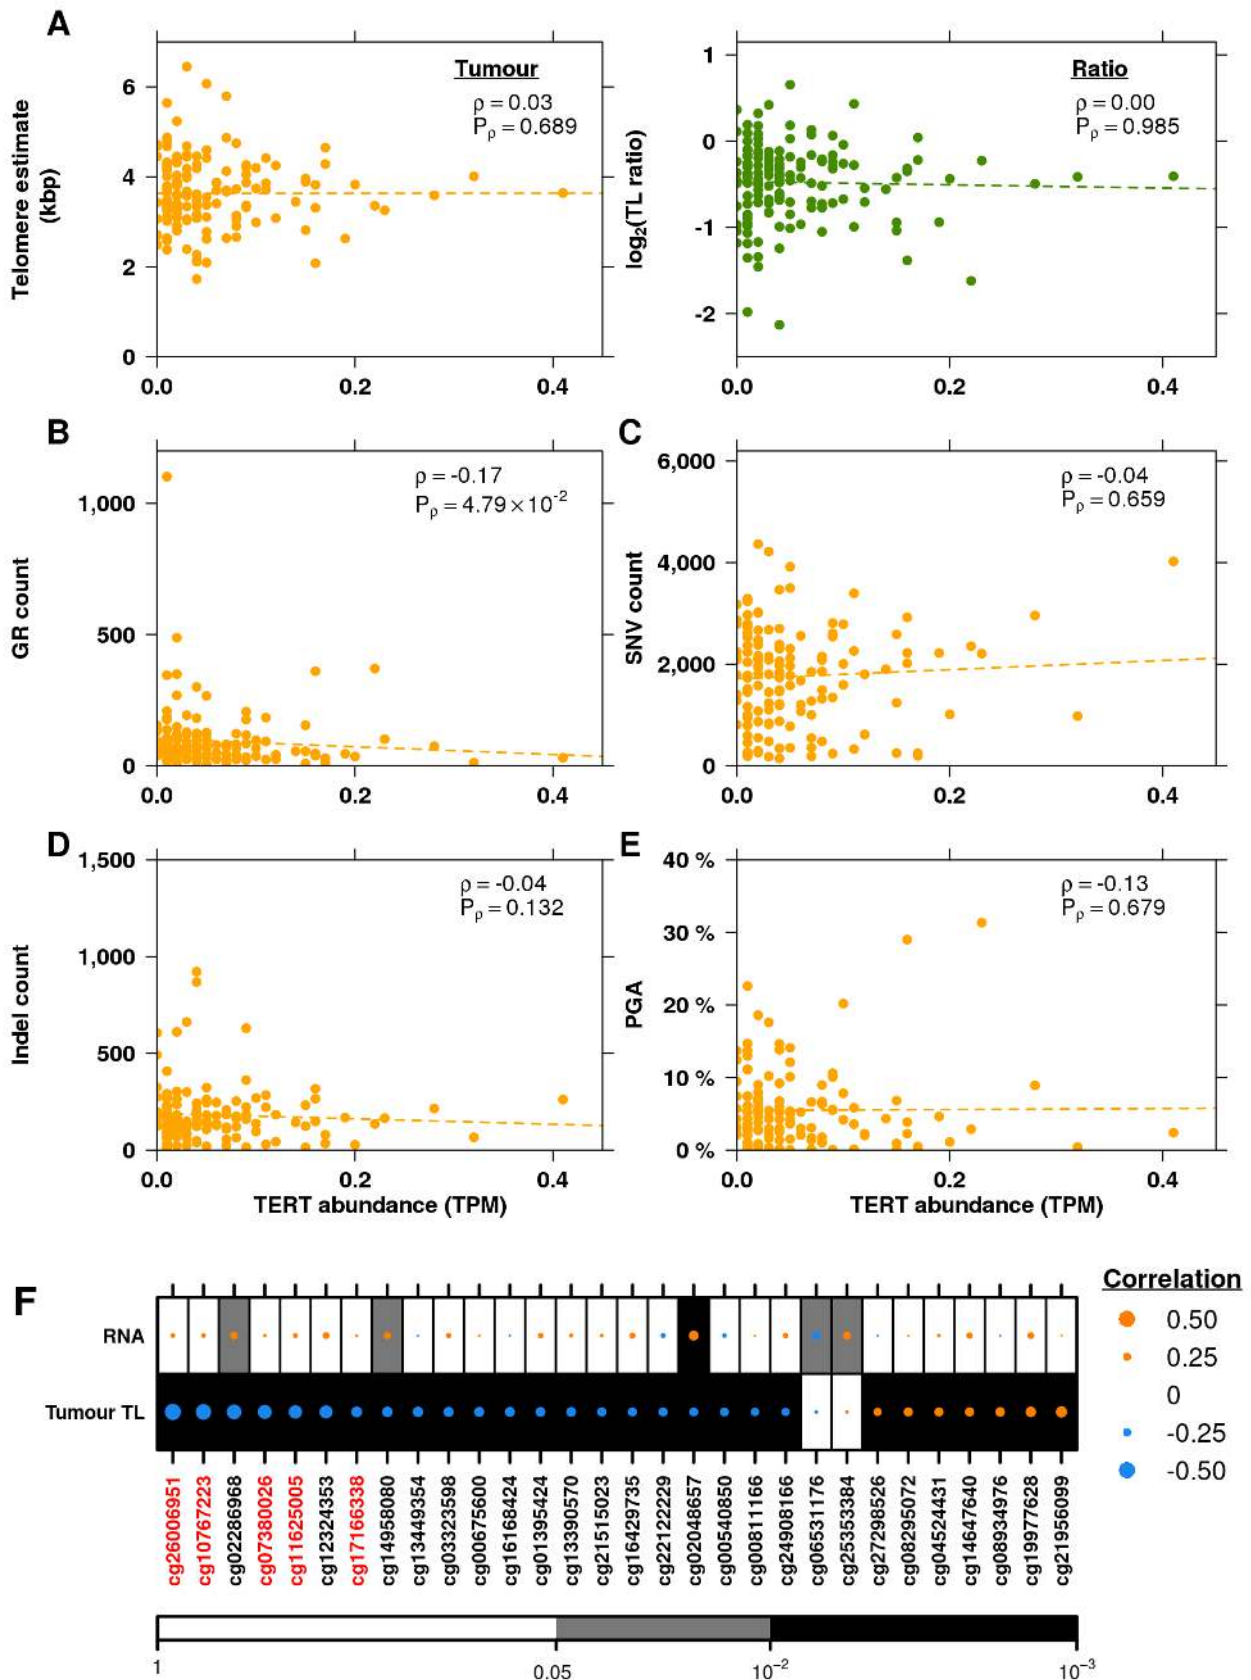 A
Telomere estimate
(kbp)
6
4
2
0
Tumour
ρ = 0.03
Pρ = 0.689
0.0
0.2
0.4
log2(TL ratio)
1
0
-1
-2
Ratio
ρ = 0.00
Pρ = 0.985
0.0
0.2
0.4
B
GR count
1,000
500
0
ρ = -0.17
Pρ = 4.79 × 10-2
0.0
0.2
0.4
C
SNV count
6,000
4,000
2,000
0
ρ = -0.04
Pρ = 0.659
0.0
0.2
0.4
D
Indel count
1,500
1,000
500
0
ρ = -0.04
Pρ = 0.132
0.0
0.2
0.4
TERT abundance (TPM)
E
PGA
40 %
30 %
20 %
10 %
0 %
ρ = -0.13
Pρ = 0.679
0.0
0.2
0.4
TERT abundance (TPM)
F
RNA
Tumour TL
cg26006951
cg10767223
cg02286968
cg07380026
cg11625005
cg12324353
cg17166338
cg14958080
cg13449354
cg03323598
cg00675600
cg16168424
cg01395424
cg13390570
cg21515023
cg16429735
cg22122229
cg02048657
cg00540850
cg00811166
cg24908166
cg06531176
cg25353384
cg27298526
cg08295072
cg04524431
cg14647640
cg08934976
cg19977628
cg21956099
Correlation
0.50
0.25
0
-0.25
-0.50
1
0.05
10-2
10-3